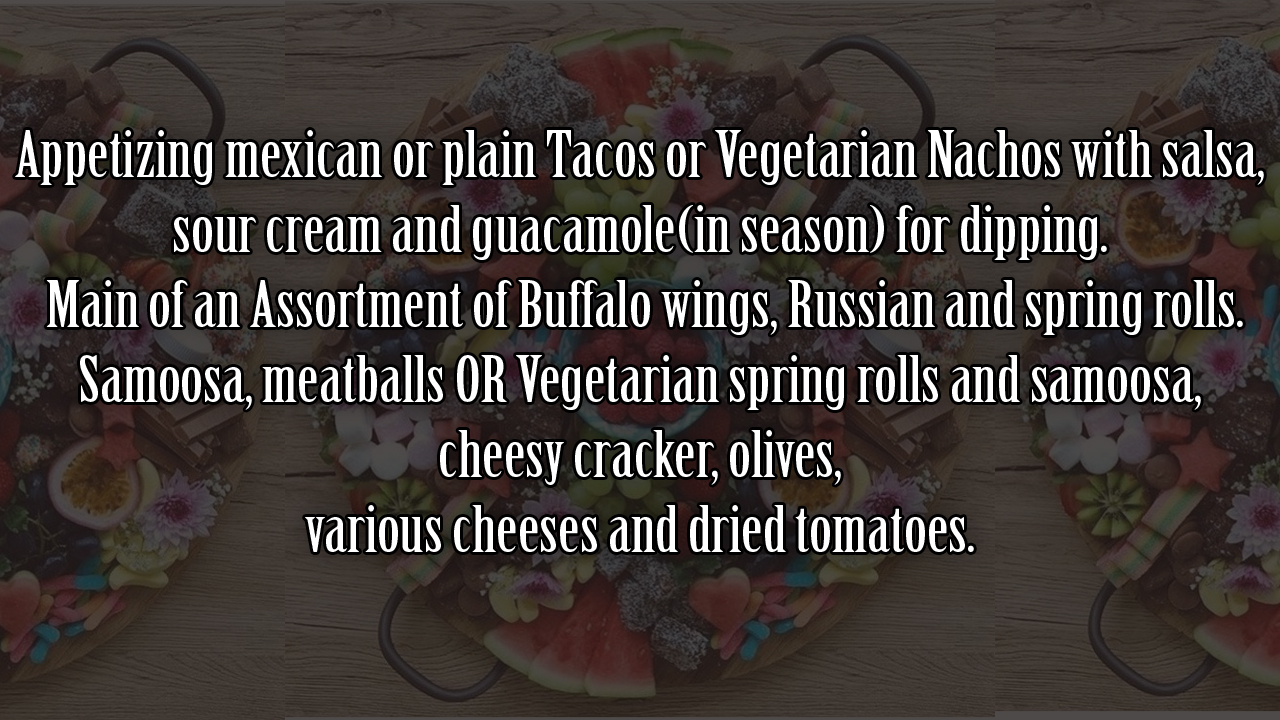 Appetizing mexican or plain Tacos or Vegetarian Nachos with salsa,
sour cream and guacamole(in season) for dipping.
Main of an Assortment of Buffalo wings, Russian and spring rolls.
Samoosa, meatballs OR Vegetarian spring rolls and samoosa,
cheesy cracker, olives,
various cheeses and dried tomatoes.